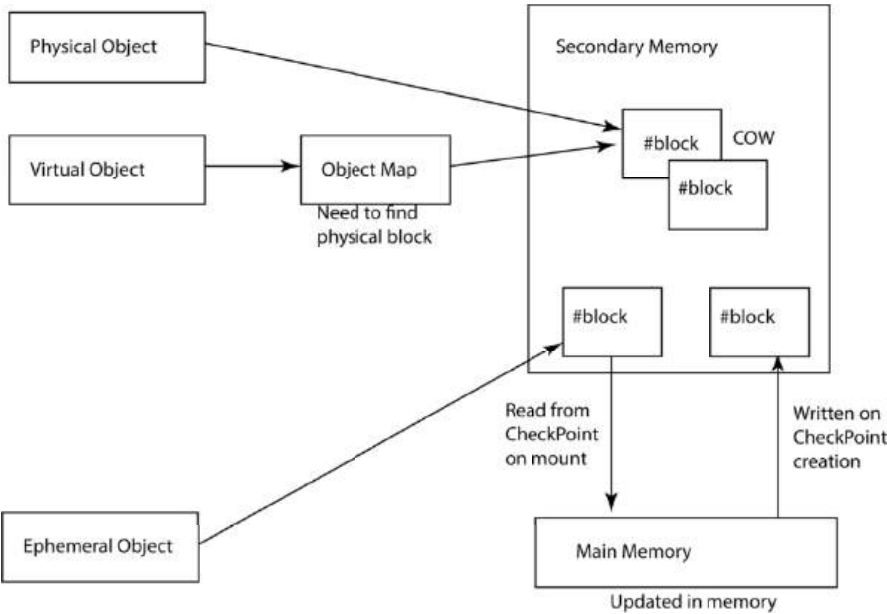 Physical Object
Secondary Memory
#block
COW
#block
Virtual Object
Object Map
Need to find
physical block
#block
#block
Read from
CheckPoint
on mount
Written on
CheckPoint
creation
Ephemeral Object
Main Memory
Updated in memory